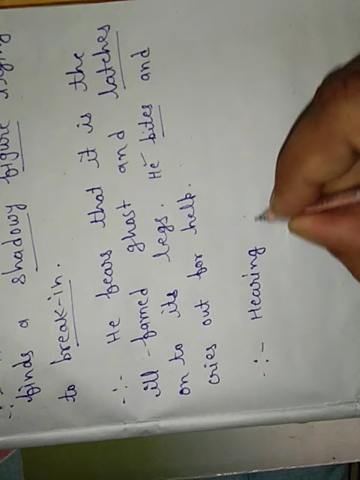 finds a shadowy figure
to break-in.
∴- He fears that it is the
ill-famed ghost and latches
on to its legs. He bites and
cries out for help.
∴- Hearing